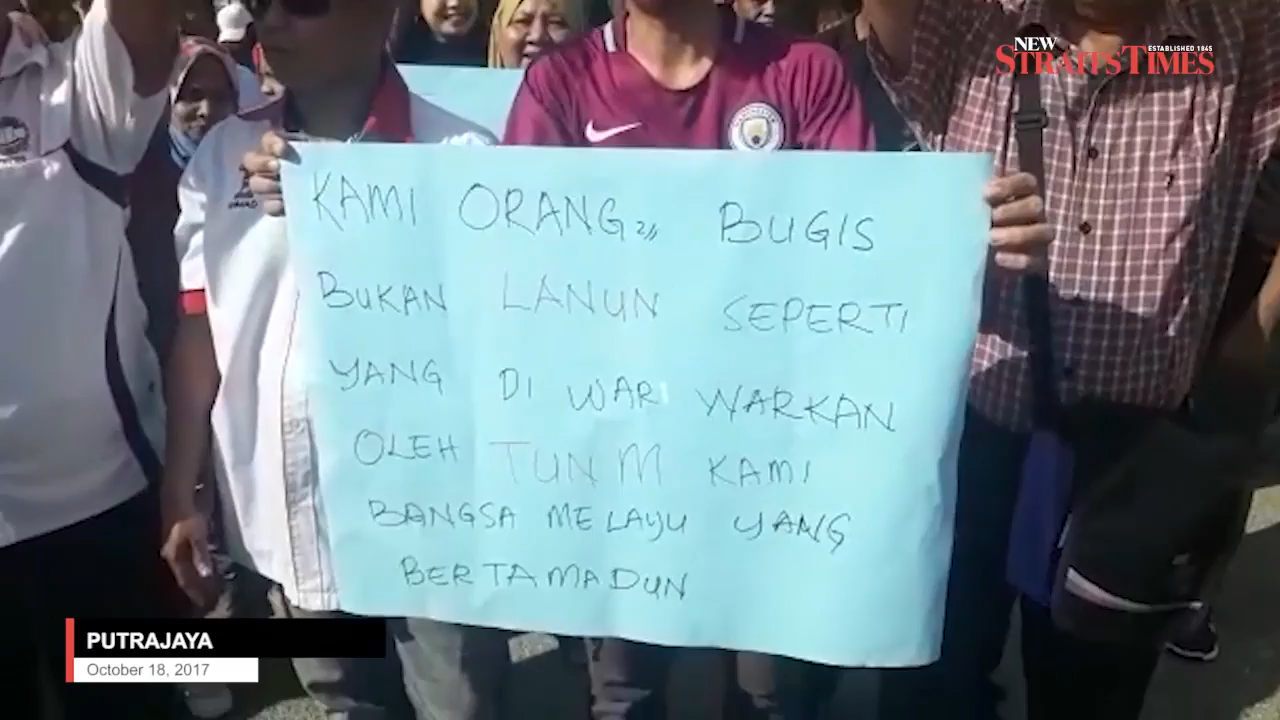 NEW
STRAITS TIMES
ESTABLISHED 1845
KAMI ORANG2" BUGIS
BUKAN LANUN SEPERTI
YANG DI WAR WARKAN
OLEH TUN M KAMI
BANGSA MELAYU YANG
BERTAMADUN
PUTRAJAYA
October 18, 2017